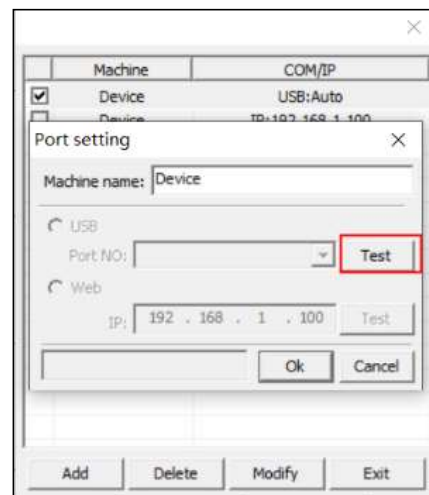 Machine COM/IP
Device USB:Auto
Device IP:192.168.1.100
Port setting
Machine name: Device
USB
Port NO: Test
Web
IP: 192 . 168 . 1 . 100 Test
Ok Cancel
Add Delete Modify Exit